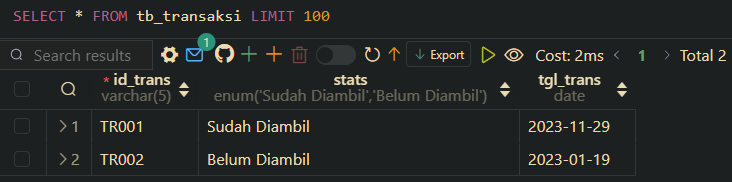 SELECT * FROM tb_transaksi LIMIT 100
Search results 1 Export Cost: 2ms 1 Total 2
* id_trans stats tgl_trans
varchar(5) enum('Sudah Diambil','Belum Diambil') date
1 TR001 Sudah Diambil 2023-11-29
2 TR002 Belum Diambil 2023-01-19